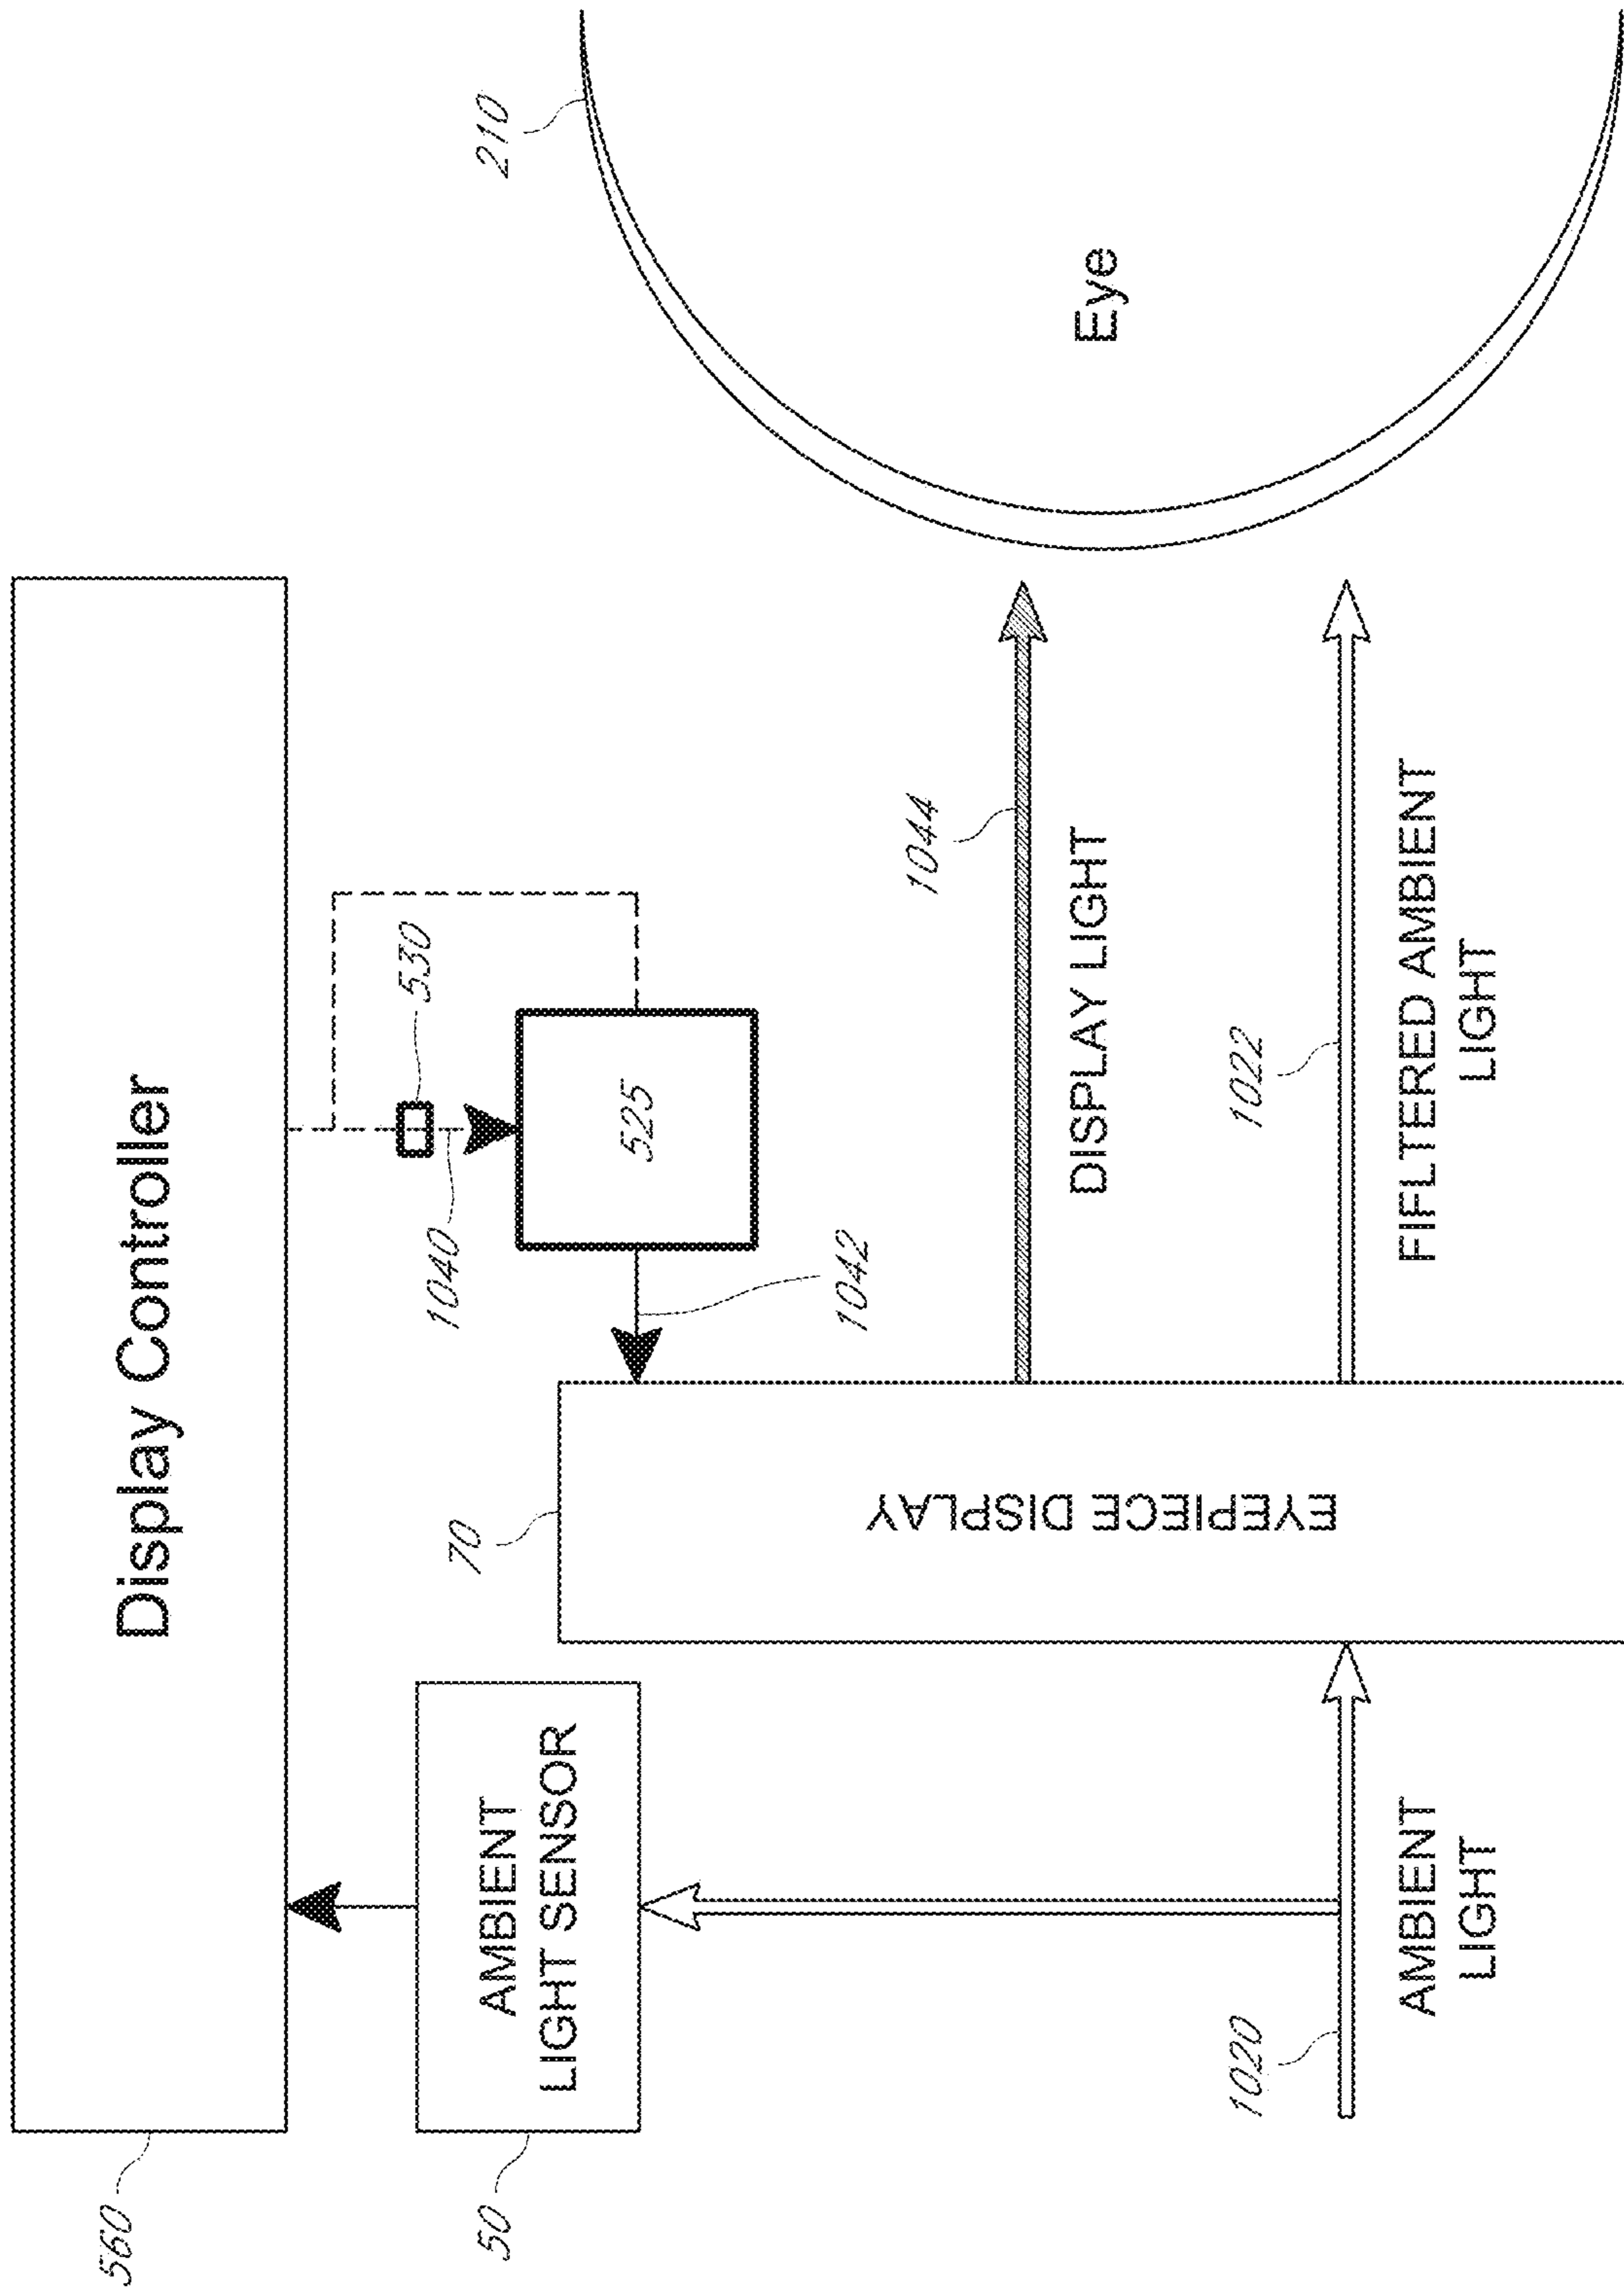 560
Display Controller
50
AMBIENT
LIGHT SENSOR
70
EYEPIECE DISPLAY
1040
530
525
1042
210
Eye
1044
DISPLAY LIGHT
1020
AMBIENT
LIGHT
1022
FIFLTERED AMBIENT
LIGHT